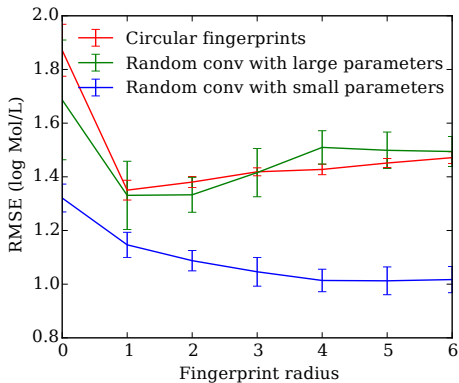 2.0
1.8
1.6
1.4
1.2
1.0
0.8
RMSE (log Mol/L)
Circular fingerprints
Random conv with large parameters
Random conv with small parameters
0 1 2 3 4 5 6
Fingerprint radius